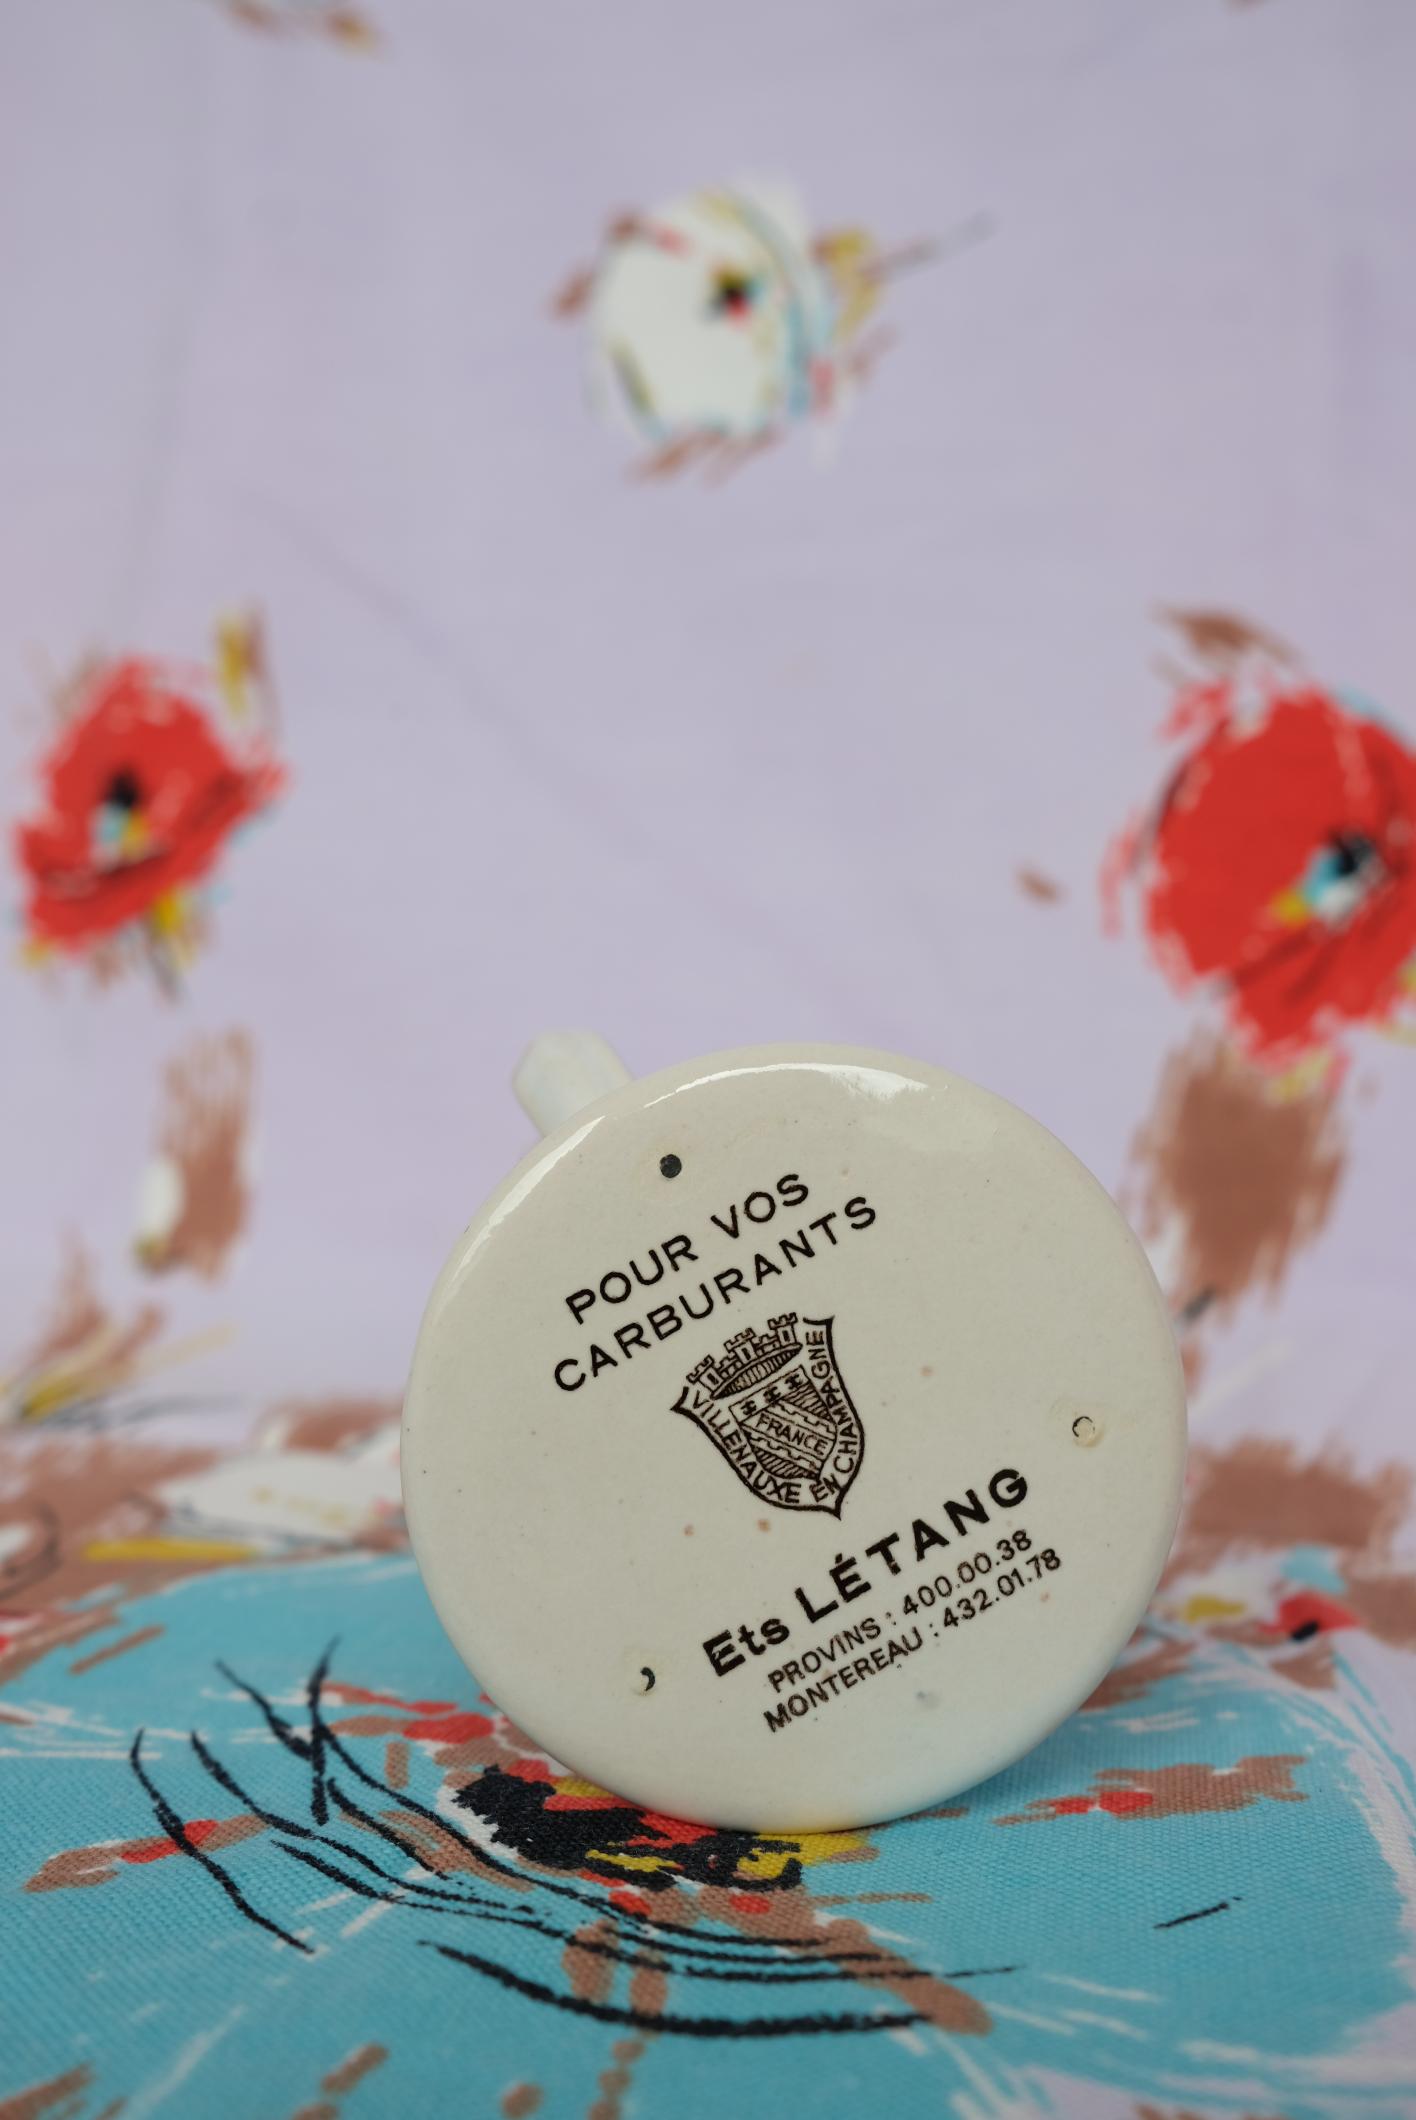 POUR VOS
CARBURANTS
VILLENAUXE EN CHAMPAGNE
FRANCE
Ets LÉTANG
PROVINS : 400.00.38
MONTEREAU : 432.01.78